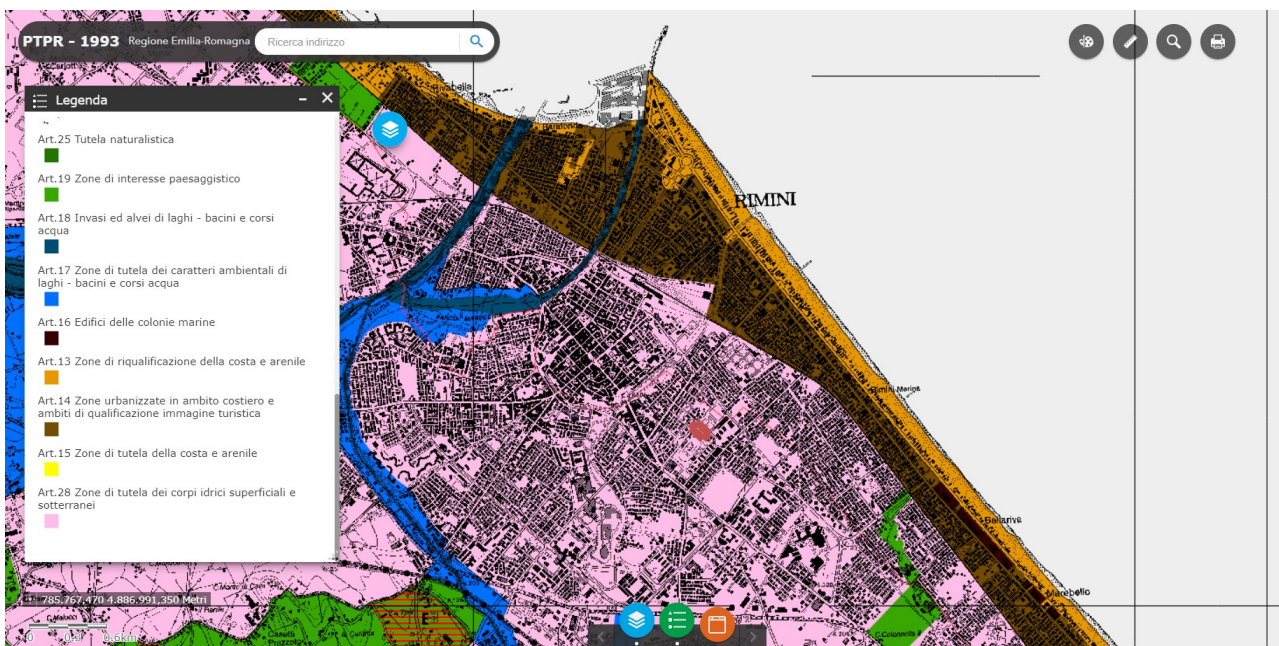 PTPR - 1993 Regione Emilia-Romagna Ricerca indirizzo
Legenda
Art.25 Tutela naturalistica
Art.19 Zone di interesse paesaggistico
Art.18 Invasi ed alvei di laghi - bacini e corsi
acqua
Art.17 Zone di tutela dei caratteri ambientali di
laghi - bacini e corsi acqua
Art.16 Edifici delle colonie marine
Art.13 Zone di riqualificazione della costa e arenile
Art.14 Zone urbanizzate in ambito costiero e
ambiti di qualificazione immagine turistica
Art.15 Zone di tutela della costa e arenile
Art.28 Zone di tutela dei corpi idrici superficiali e
sotterranei
785.767,470 4.886.991,350 Metri
0 0.3 0.6km
RIMINI
Rimini Marina
Bellariva
Marebello
C.Colonnella II